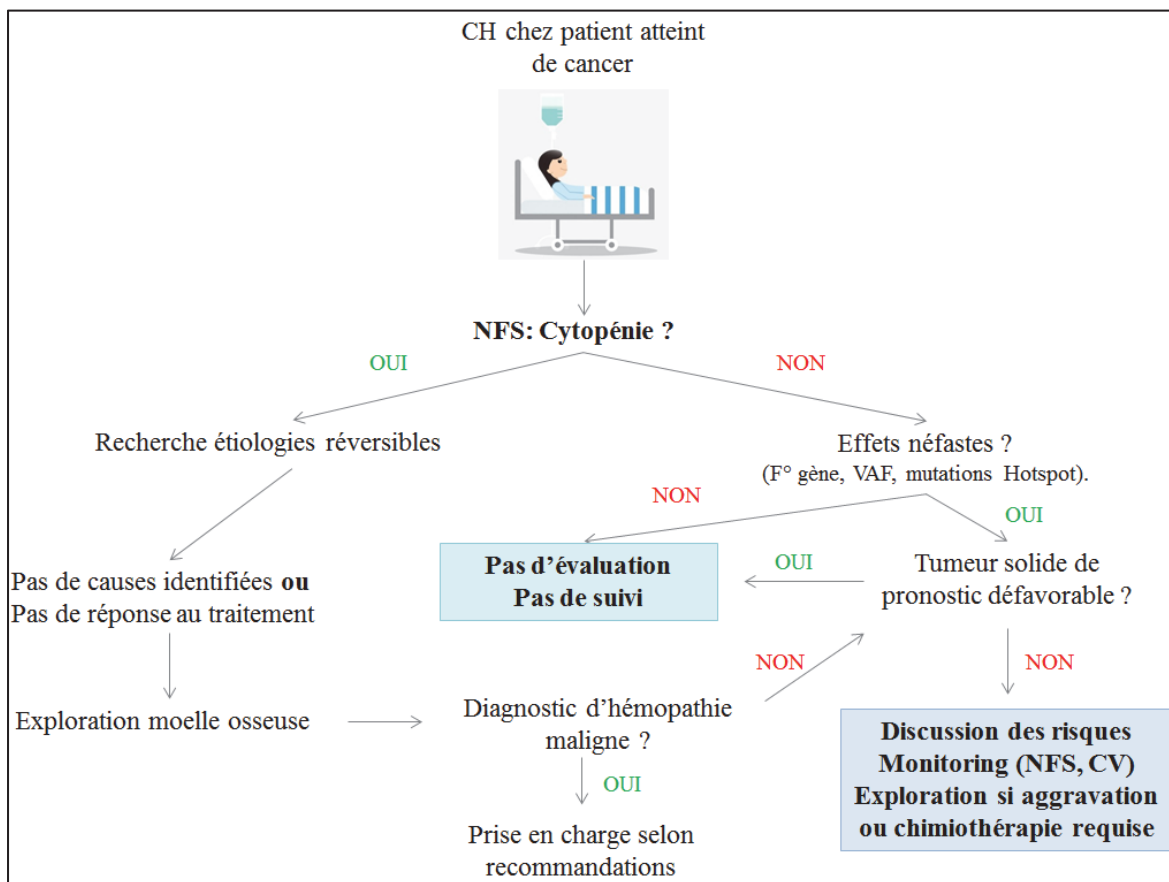 CH chez patient atteint
de cancer
NFS: Cytopénie ?
OUI
NON
Recherche étiologies réversibles
Effets néfastes ?
(F° gène, VAF, mutations Hotspot).
NON
OUI
Pas d'évaluation
Pas de suivi
OUI
Tumeur solide de
pronostic défavorable ?
Pas de causes identifiées ou
Pas de réponse au traitement
NON
NON
Exploration moelle osseuse
Diagnostic d'hémopathie
maligne ?
OUI
Prise en charge selon
recommandations
Discussion des risques
Monitoring (NFS, CV)
Exploration si aggravation
ou chimiothérapie requise